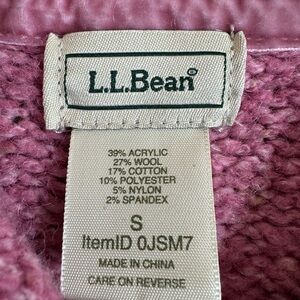 L.L.Bean®
39% ACRYLIC
27% WOOL
17% COTTON
10% POLYESTER
5% NYLON
2% SPANDEX
S
ItemID 0JSM7
MADE IN CHINA
CARE ON REVERSE